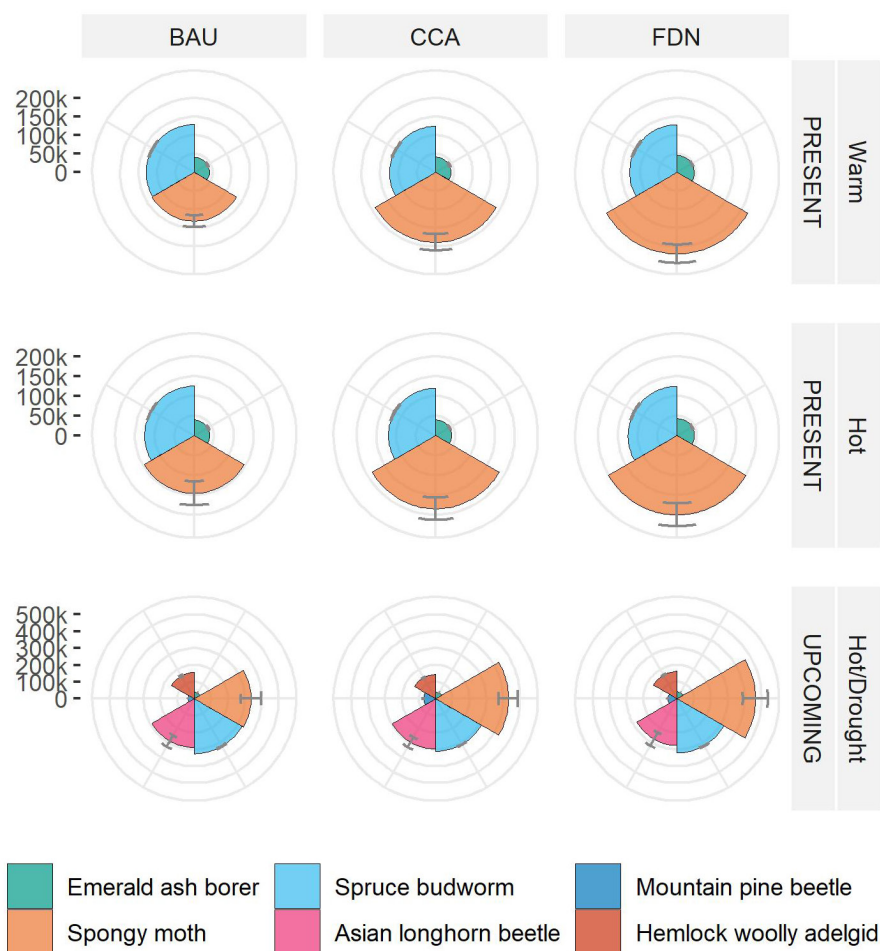 BAU CCA FDN
200k
150k
100k
50k
0
PRESENT
Warm
200k
150k
100k
50k
0
PRESENT
Hot
500k
400k
300k
200k
100k
0
UPCOMING
Hot/Drought
Emerald ash borer Spruce budworm Mountain pine beetle
Spongy moth Asian longhorn beetle Hemlock woolly adelgid